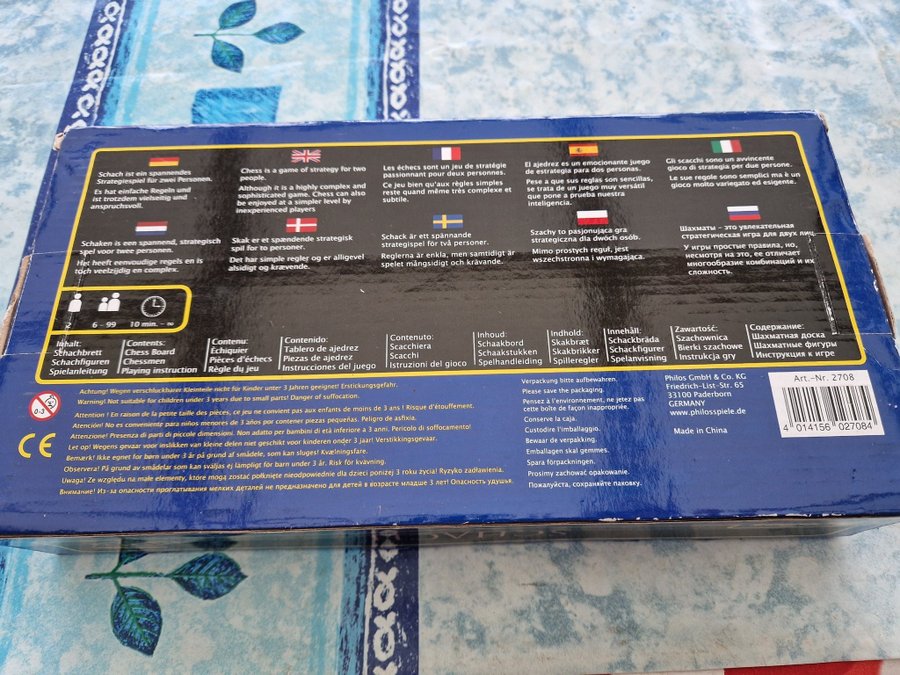 Schach ist ein spannendes
Strategiespiel für zwei Personen.
Es hat einfache Regeln und ist
trotzdem vielseitig und
anspruchsvoll.
Chess is a game of strategy for two
people.
Although it is a highly complex and
sophisticated game, Chess can also
be enjoyed at a simpler level by
inexperienced players
Les échecs sont un jeu de stratégie
passionnant pour deux personnes.
Ce jeu bien qu'aux règles simples
reste quand même très complexe et
subtile.
El ajedrez es un emocionante juego
de estrategia para dos personas.
Pese a que sus reglas son sencillas,
se trata de un juego muy versátil
que pone a prueba nuestra
inteligencia.
Gli scacchi sono un avvincente
gioco di strategia per due persone.
Le sue regole sono semplici ma è un
gioco molto variegato ed esigente.
Schaken is een spannend, strategisch
spel voor twee personen.
Het heeft eenvoudige regels en is
toch veelzijdig en complex.
Skak er et spændende strategisk
spil for to personer.
Det har simple regler og er alligevel
alsidigt og krævende.
Schack är ett spännande
strategispel för två personer.
Reglerna är enkla, men samtidigt är
spelet mångsidigt och krävande.
Szachy to pasjonująca gra
strategiczna dla dwóch osób.
Mimo prostych reguł, jest
wszechstronna i wymagająca.
Шахматы - это увлекательная
стратегическая игра для двух лиц
У игры простые правила, но,
несмотря на это, ее отличает
многообразие комбинаций и их
сложность.
6 - 99
10 min. - ∞
Inhalt:
Schachbrett
Schachfiguren
Spielanleitung
Contents:
Chess Board
Chessmen
Playing instruction
Contenu:
Échiquier
Pièces d'échecs
Règle du jeu
Contenido:
Tablero de ajedrez
Piezas de ajedrez
Instrucciones del juego
Contenuto:
Scacchiera
Scacchi
Istruzioni del gioco
Inhoud:
Schaakbord
Schaakstukken
Spelhandleiding
Indhold:
Skakbræt
Skakbrikker
Spilleregler
Innehåll:
Schackbräda
Schackfigurer
Spelanvisning
Zawartość:
Szachownica
Bierki szachowe
Instrukcja gry
Содержание:
Шахматная доска
Шахматные фигуры
Инструкция к игре
0-3
CE
Achtung! Wegen verschluckbarer Kleinteile nicht für Kinder unter 3 Jahren geeignet! Erstickungsgefahr.
Warning! Not suitable for children under 3 years due to small parts! Danger of suffocation.
Attention ! En raison de la petite taille des pièces, ce jeu ne convient pas aux enfants de moins de 3 ans ! Risque d'étouffement.
Atención! No es conveniente para niños menores de 3 años por contener piezas pequeñas. Peligro de asfixia.
Attenzione! Presenza di parti di piccole dimensioni. Non adatto per bambini di età inferiore a 3 anni. Pericolo di soffocamento!
Let op! Wegens gevaar voor inslikken van kleine delen niet geschikt voor kinderen onder 3 jaar! Verstikkingsgevaar.
Bemærk! Ikke egnet for børn under 3 år på grund af smådele, som kan sluges! Kvælningsfare.
Observera! På grund av smådelar som kan sväljas ej lämpligt för barn under 3 år. Risk för kvävning.
Uwaga! Ze względu na małe elementy, które mogą zostać połknięte nieodpowiednie dla dzieci poniżej 3 roku życia! Ryzyko zadławienia.
Внимание! Из-за опасности проглатывания мелких деталей не предназначено для детей в возрасте младше 3 лет! Опасность удушья.
Verpackung bitte aufbewahren.
Please save the packaging
Pensez à l'environnement, ne jetez pas
cette boîte de façon inappropriée.
Conserve la caja.
Custodire l'imballaggio.
Bewaar de verpakking.
Emballagen skal gemmes.
Spara förpackningen.
Prosimy zachować opakowanie.
Пожалуйста, сохраняйте паковку.
Philos GmbH & Co. KG
Friedrich-List-Str. 65
33100 Paderborn
GERMANY
www.philosspiele.de
Made in China
Art.-Nr. 2708
4 014156 027084